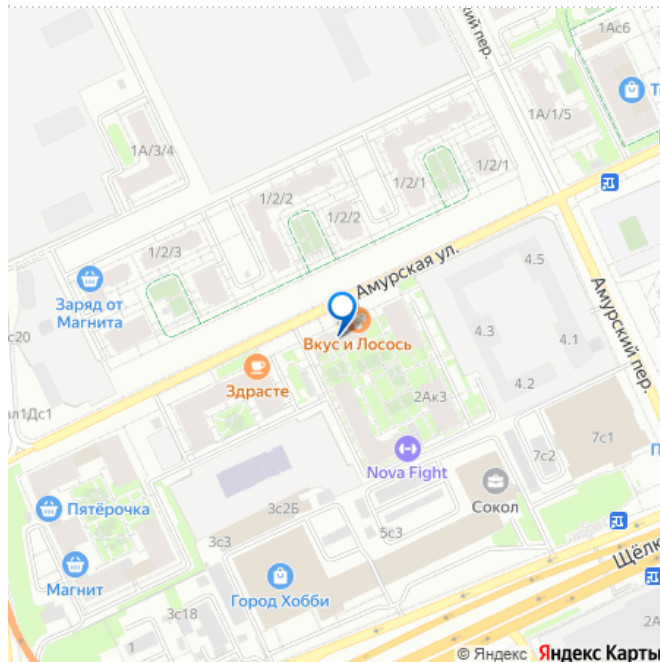 1Ас6
Амурский пер.
1А/1/5
1А/3/4
1/2/1
1/2/1
1/2/2
1/2/2
1/2/3
Заряд от
Магнита
Амурская ул.
4.5
4.3
4.1
4.2
Амурский пер.
Вкус и Лосось
Здрасте
2Ак3
Nova Fight
7с1
7с2
Сокол
Пятёрочка
3с2Б
3с3
5с3
Магнит
Город Хобби
3с18
1
© Яндекс Яндекс Карты